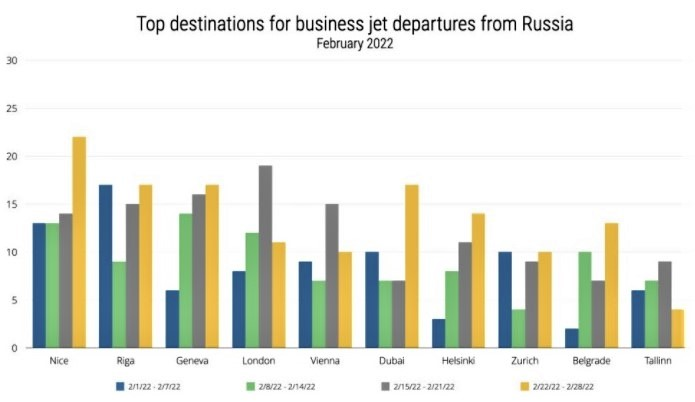 Top destinations for business jet departures from Russia
February 2022
30
25
20
15
10
5
0
Nice Riga Geneva London Vienna Dubai Helsinki Zurich Belgrade Tallinn
2/1/22 - 2/7/22 2/8/22 - 2/14/22 2/15/22 - 2/21/22 2/22/22 - 2/28/22